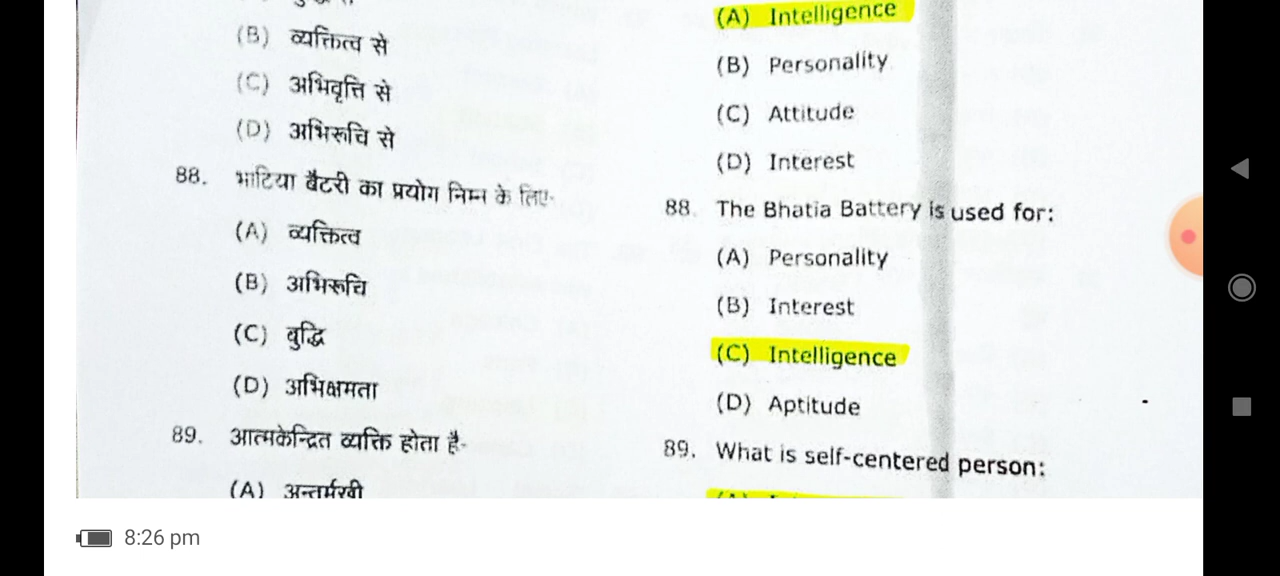 (B) व्यक्तित्व से
(C) अभिवृत्ति से
(D) अभिरूचि से
88. भाटिया बैटरी का प्रयोग निम्न के लिए-
(A) व्यक्तित्व
(B) अभिरूचि
(C) बुद्धि
(D) अभिक्षमता
89. आत्मकेन्द्रित व्यक्ति होता है-
(A) अन्तर्मुखी
(A) Intelligence
(B) Personality
(C) Attitude
(D) Interest
88. The Bhatia Battery is used for:
(A) Personality
(B) Interest
(C) Intelligence
(D) Aptitude
89. What is self-centered person:
(A)
8:26 pm